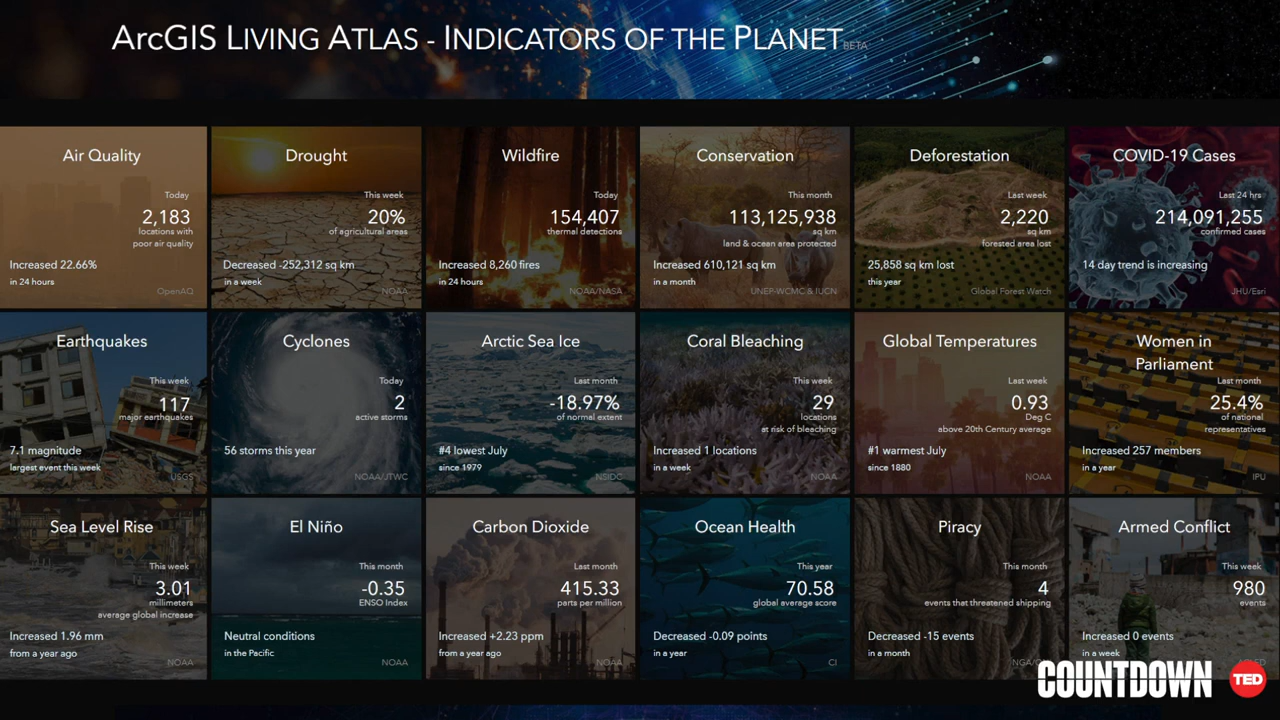 ArcGIS LIVING ATLAS - INDICATORS OF THE PLANET BETA
Air Quality
Today
2,183
locations with
poor air quality
Increased 22.66%
in 24 hours
OpenAQ
Drought
This week
20%
of agricultural areas
Decreased -252,312 sq km
in a week
NOAA
Wildfire
Today
154,407
thermal detections
Increased 8,260 fires
in 24 hours
NOAA/NASA
Conservation
This month
113,125,938
sq km
land & ocean area protected
Increased 610,121 sq km
in a month
UNEP-WCMC & IUCN
Deforestation
Last week
2,220
sq km
forested area lost
25,858 sq km lost
this year
Global Forest Watch
COVID-19 Cases
Last 24 hrs
214,091,255
confirmed cases
14 day trend is increasing
JHU/Esri
Earthquakes
This week
117
major earthquakes
7.1 magnitude
largest event this week
USGS
Cyclones
Today
2
active storms
56 storms this year
NOAA/JTWC
Arctic Sea Ice
Last month
-18.97%
of normal extent
#4 lowest July
since 1979
NSIDC
Coral Bleaching
This week
29
locations
at risk of bleaching
Increased 1 locations
in a week
NOAA
Global Temperatures
Last week
0.93
Deg C
above 20th Century average
#1 warmest July
since 1880
NOAA
Women in
Parliament
Last month
25.4%
of national
representatives
Increased 257 members
in a year
IPU
Sea Level Rise
This week
3.01
millimeters
average global increase
Increased 1.96 mm
from a year ago
NOAA
El Niño
This month
-0.35
ENSO Index
Neutral conditions
in the Pacific
NOAA
Carbon Dioxide
Last month
415.33
parts per million
Increased +2.23 ppm
from a year ago
NOAA
Ocean Health
This year
70.58
global average score
Decreased -0.09 points
in a year
CI
Piracy
This month
4
events that threatened shipping
Decreased -15 events
in a month
Armed Conflict
This week
980
events
Increased 0 events
in a week
COUNTDOWN
TED